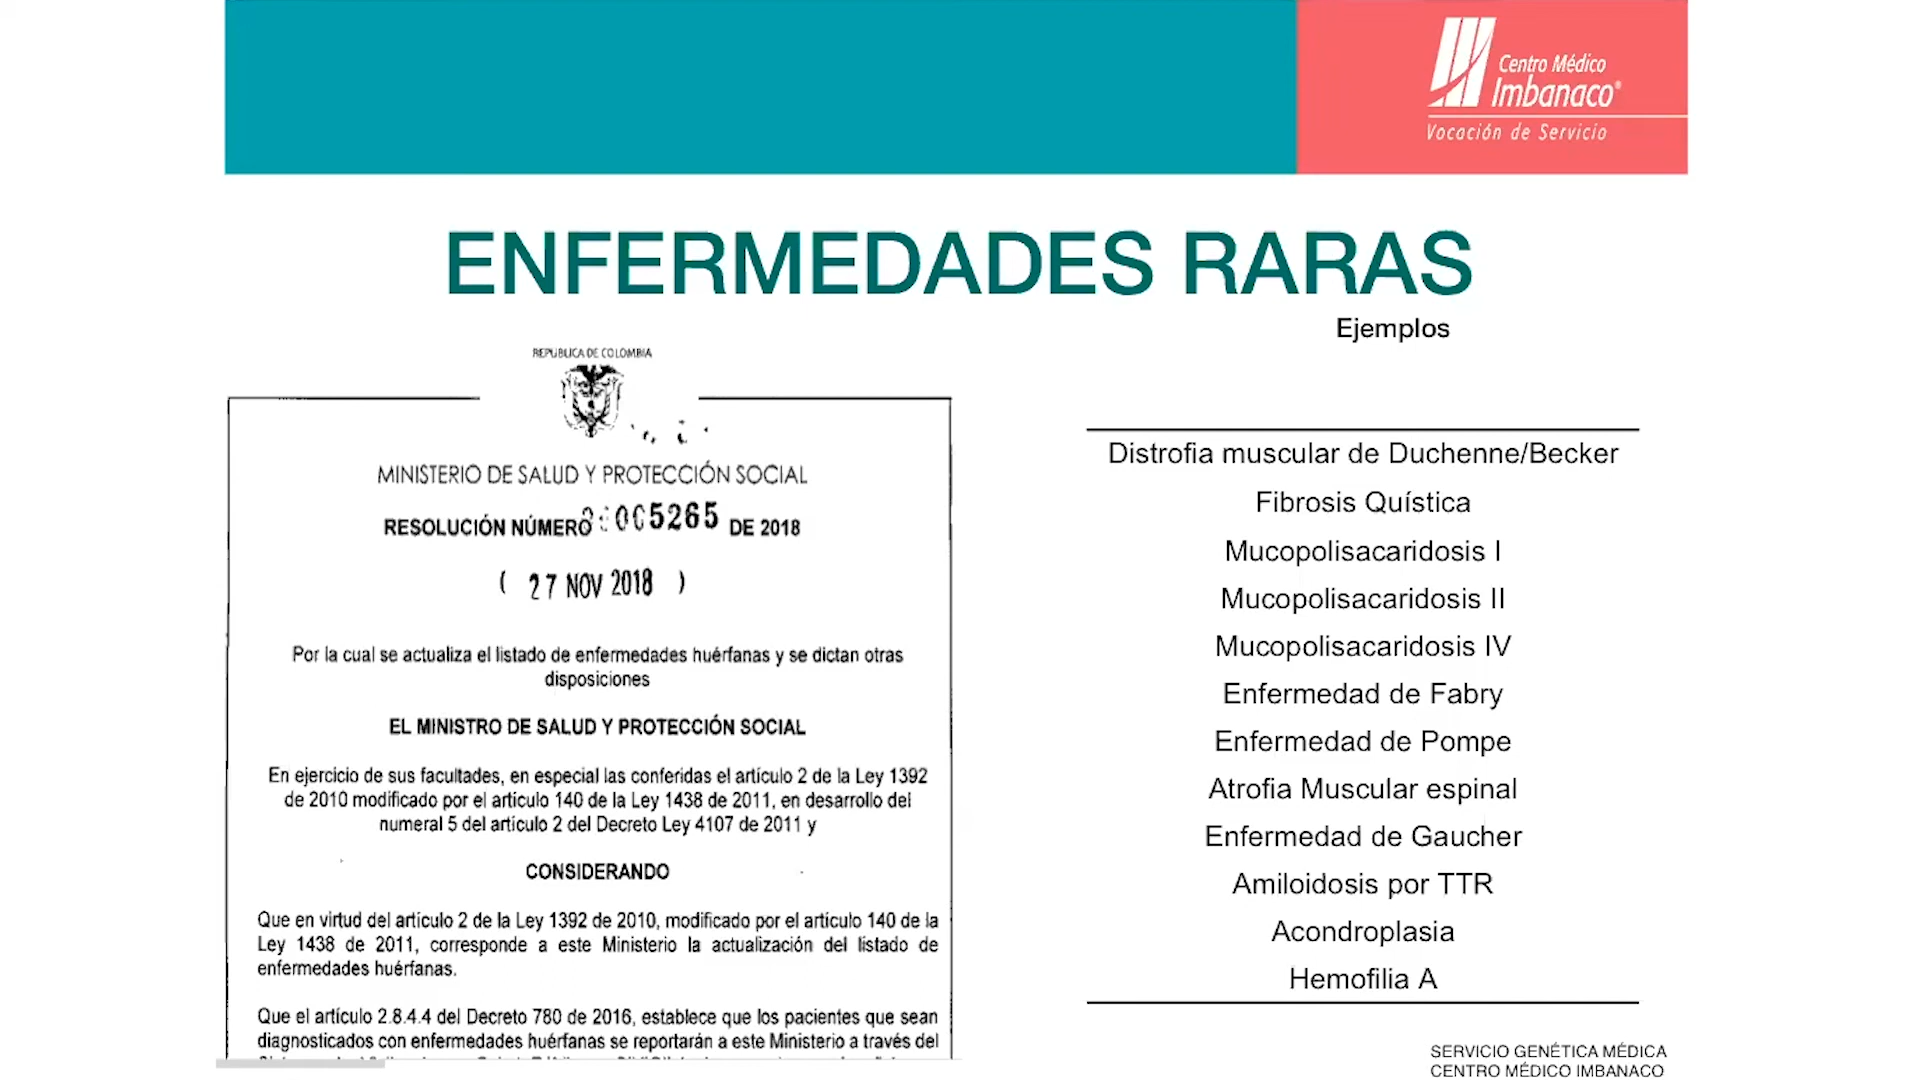 Centro Médico
Imbanaco®
Vocación de Servicio
ENFERMEDADES RARAS
REPUBLICA DE COLOMBIA
MINISTERIO DE SALUD Y PROTECCIÓN SOCIAL
RESOLUCIÓN NÚMERO 005265 DE 2018
( 27 NOV 2018 )
Por la cual se actualiza el listado de enfermedades huérfanas y se dictan otras
disposiciones
EL MINISTRO DE SALUD Y PROTECCIÓN SOCIAL
En ejercicio de sus facultades, en especial las conferidas el artículo 2 de la Ley 1392
de 2010 modificado por el artículo 140 de la Ley 1438 de 2011, en desarrollo del
numeral 5 del artículo 2 del Decreto Ley 4107 de 2011 y
CONSIDERANDO
Que en virtud del artículo 2 de la Ley 1392 de 2010, modificado por el artículo 140 de la
Ley 1438 de 2011, corresponde a este Ministerio la actualización del listado de
enfermedades huérfanas.
Que el artículo 2.8.4.4 del Decreto 780 de 2016, establece que los pacientes que sean
diagnosticados con enfermedades huérfanas se reportarán a este Ministerio a través del
Ejemplos
Distrofia muscular de Duchenne/Becker
Fibrosis Quística
Mucopolisacaridosis I
Mucopolisacaridosis II
Mucopolisacaridosis IV
Enfermedad de Fabry
Enfermedad de Pompe
Atrofia Muscular espinal
Enfermedad de Gaucher
Amiloidosis por TTR
Acondroplasia
Hemofilia A
SERVICIO GENÉTICA MÉDICA
CENTRO MÉDICO IMBANACO